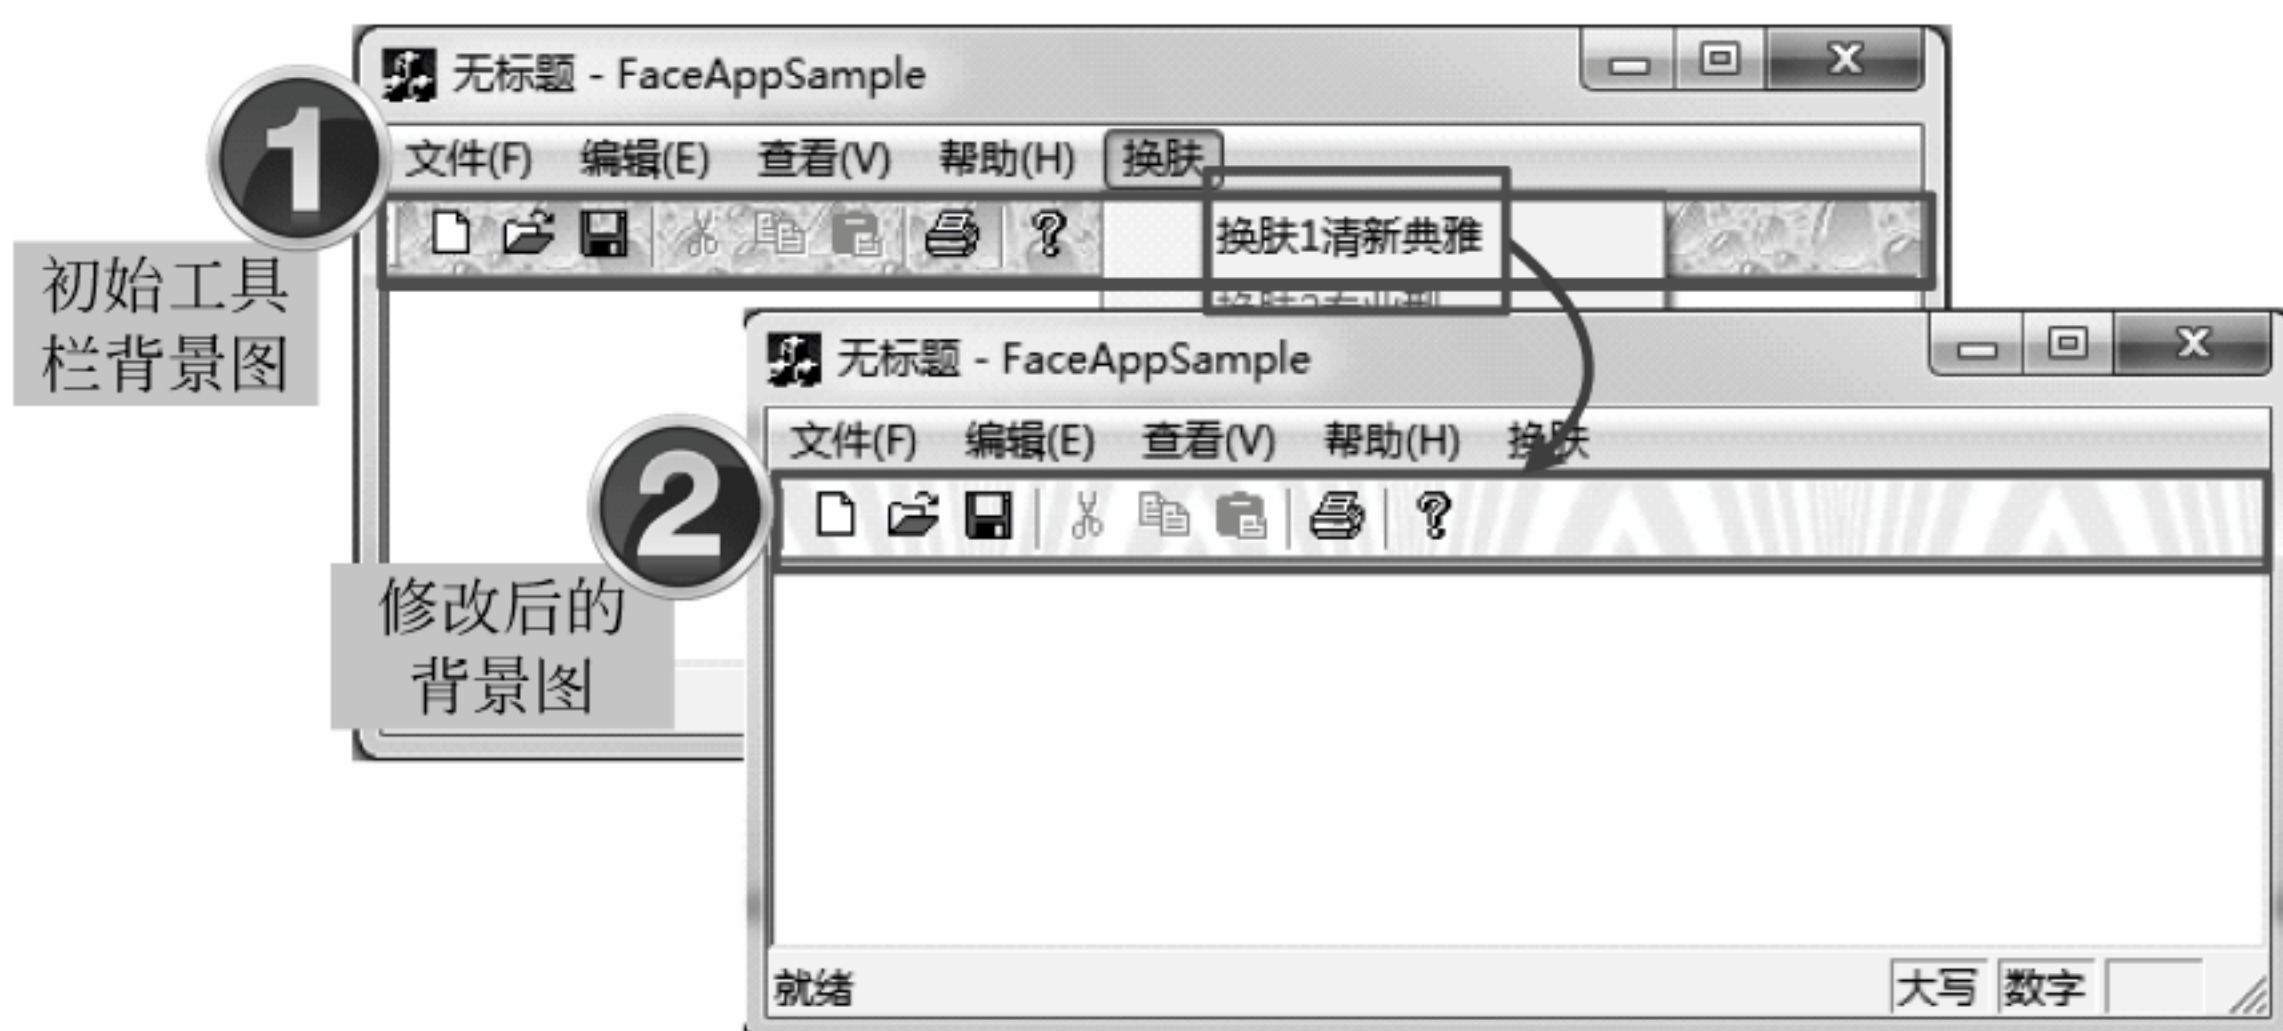 无标题 - FaceAppSample
1
文件(F) 编辑(E) 查看(V) 帮助(H) 换肤
换肤1清新典雅
初始工具
栏背景图
无标题 - FaceAppSample
文件(F) 编辑(E) 查看(V) 帮助(H) 换肤
2
修改后的
背景图
就绪
大写 数字